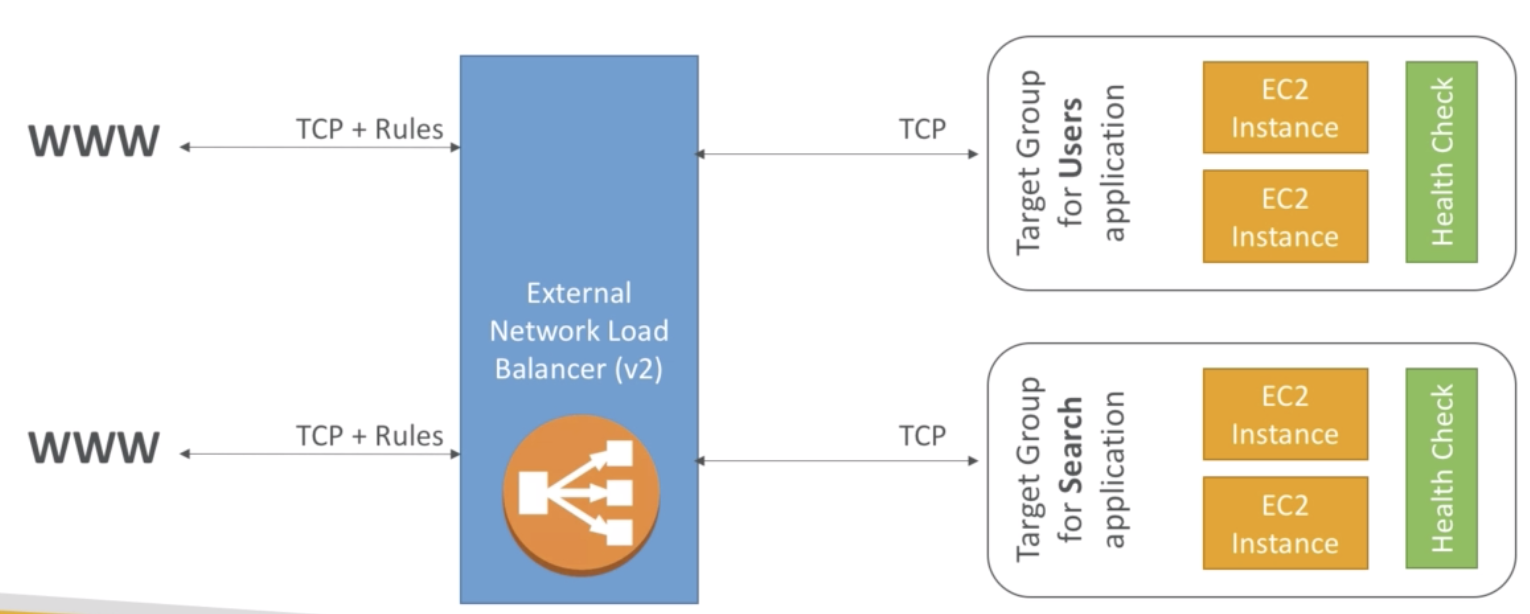 WWW
TCP + Rules
TCP
Target Group
for Users
application
EC2
Instance
EC2
Instance
Health Check
External
Network Load
Balancer (v2)
WWW
TCP + Rules
TCP
Target Group
for Search
application
EC2
Instance
EC2
Instance
Health Check